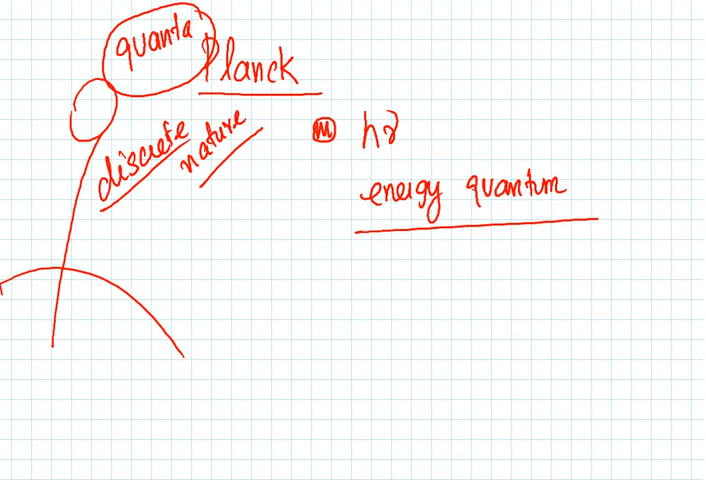 quanta
Planck
discrete
nature
m hν
energy quantum